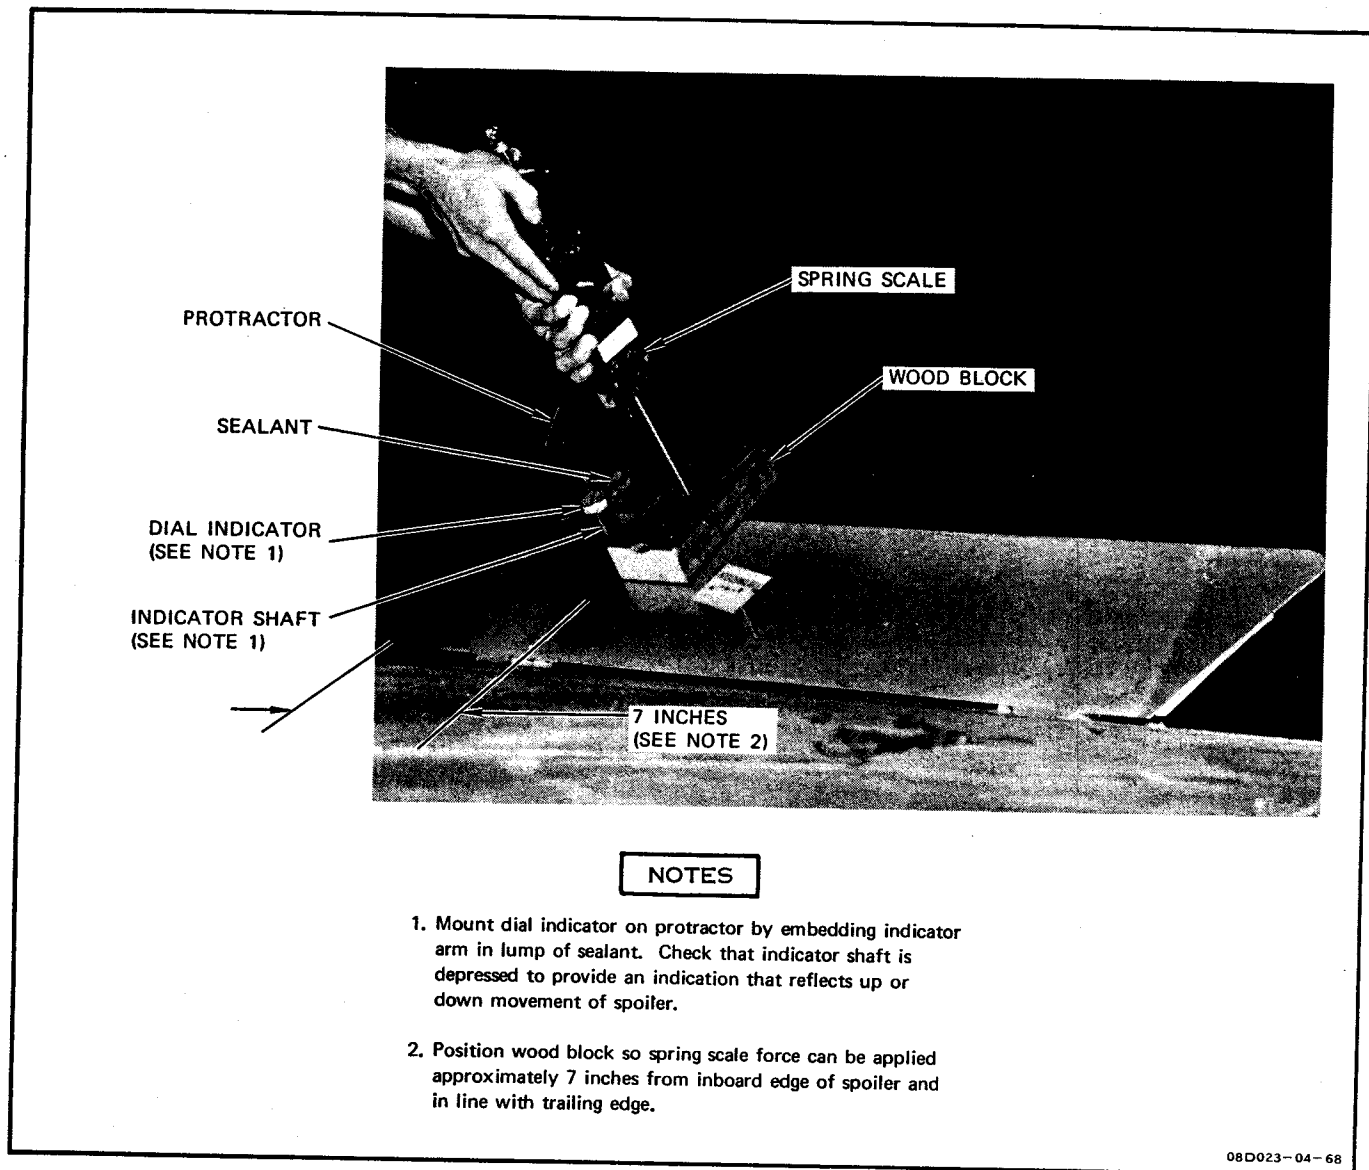 SPRING SCALE
PROTRACTOR
WOOD BLOCK
SEALANT
DIAL INDICATOR
(SEE NOTE 1)
INDICATOR SHAFT
(SEE NOTE 1)
7 INCHES
(SEE NOTE 2)
NOTES
1. Mount dial indicator on protractor by embedding indicator
arm in lump of sealant. Check that indicator shaft is
depressed to provide an indication that reflects up or
down movement of spoiler.
2. Position wood block so spring scale force can be applied
approximately 7 inches from inboard edge of spoiler and
in line with trailing edge.
08D023-04-68